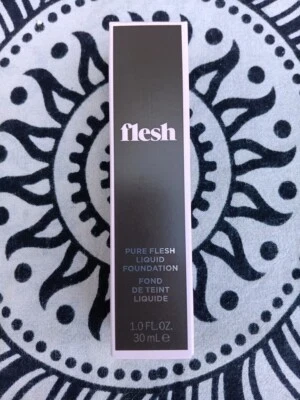 flesh
PURE FLESH
LIQUID
FOUNDATION
FOND
DE TEINT
LIQUIDE
1.0 FL.OZ.
30 mL ℮